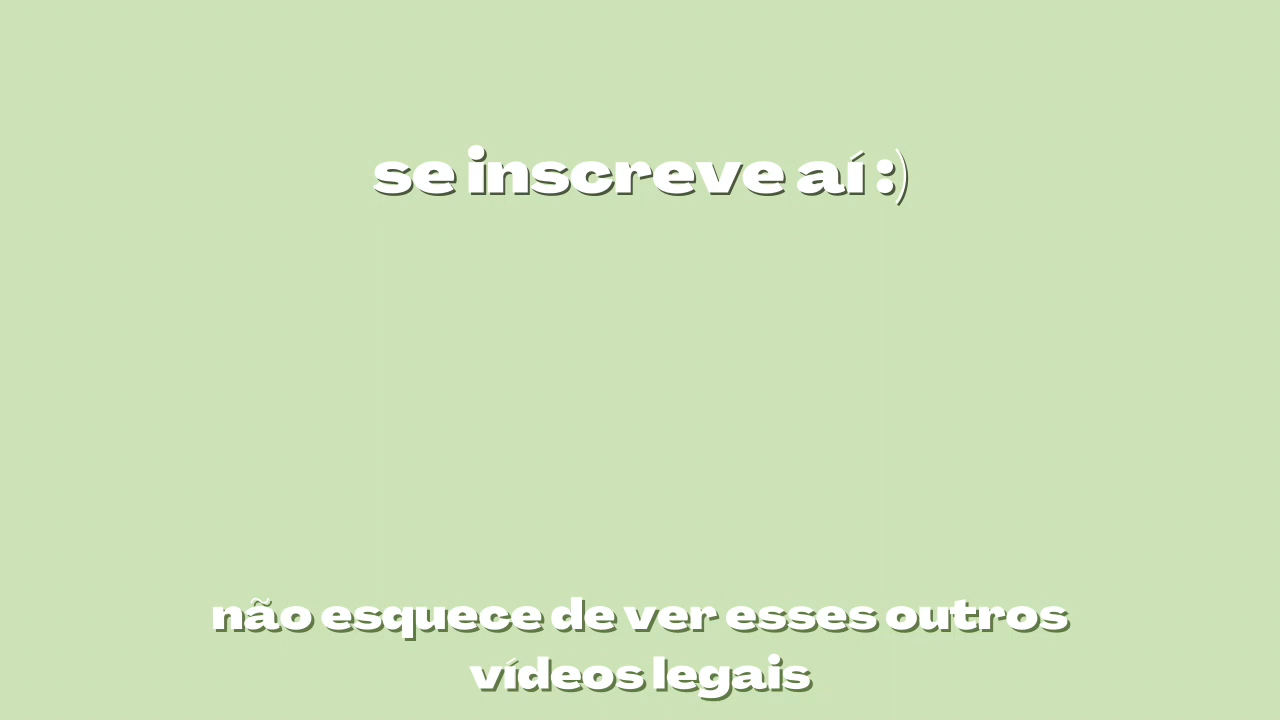 se inscreve aí :)
não esquece de ver esses outros
vídeos legais